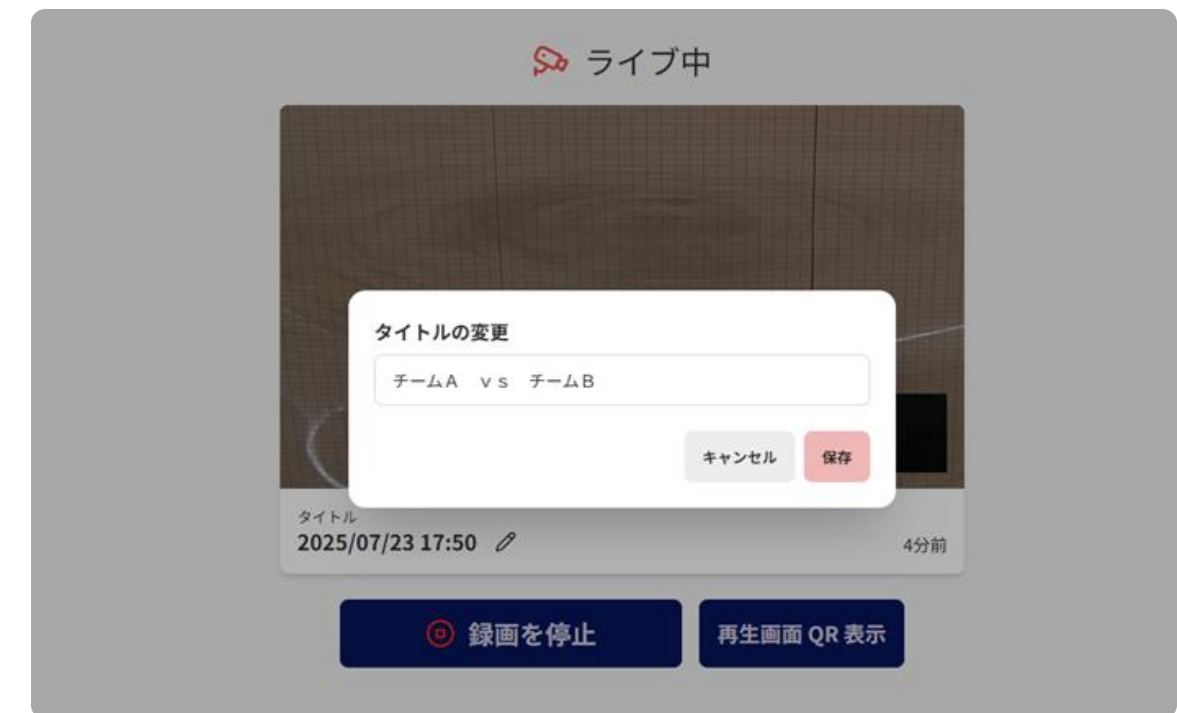 ライブ中
タイトルの変更
チームA　vs　チームB
キャンセル
保存
タイトル
2025/07/23 17:50
4分前
録画を停止
再生画面 QR 表示